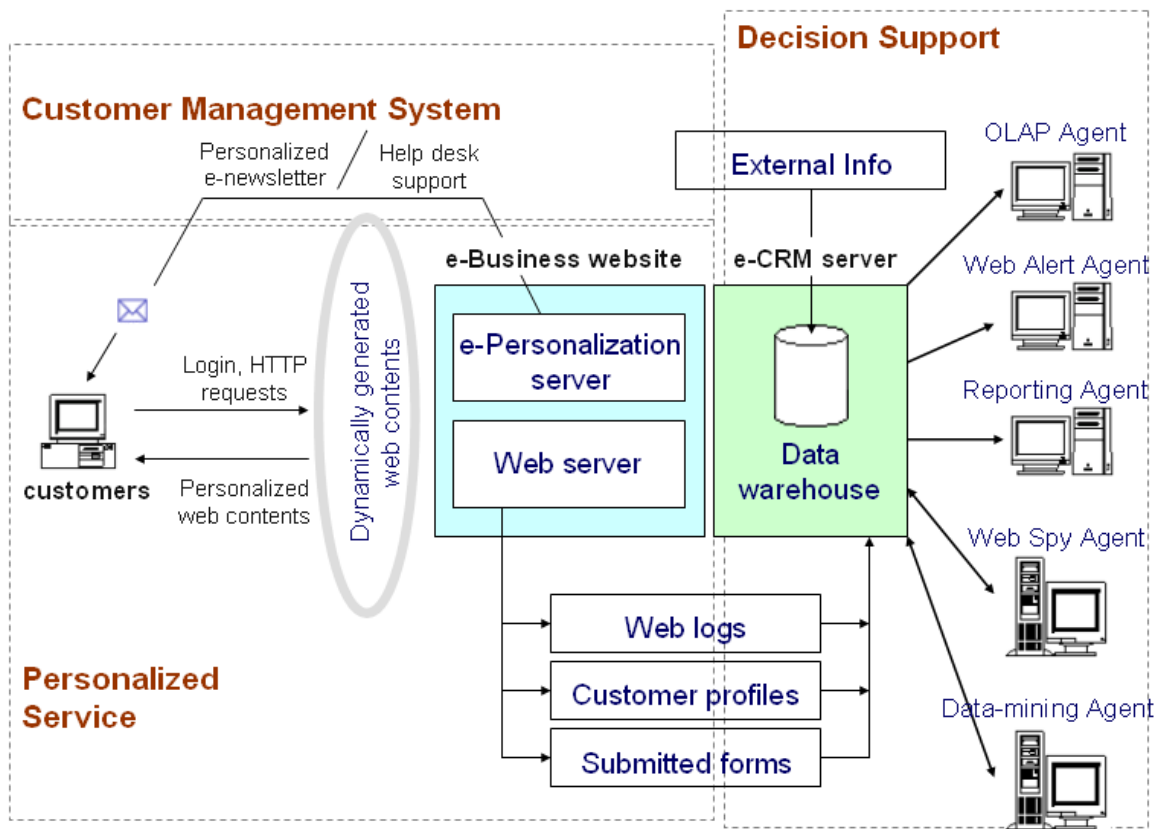 Decision Support
Customer Management System
Personalized
e-newsletter
Help desk
support
External Info
OLAP Agent
e-Business website
e-CRM server
Web Alert Agent
Dynamically generated
web contents
e-Personalization
server
Login, HTTP
requests
Reporting Agent
Web server
Data
warehouse
customers
Personalized
web contents
Web Spy Agent
Web logs
Customer profiles
Submitted forms
Personalized
Service
Data-mining Agent